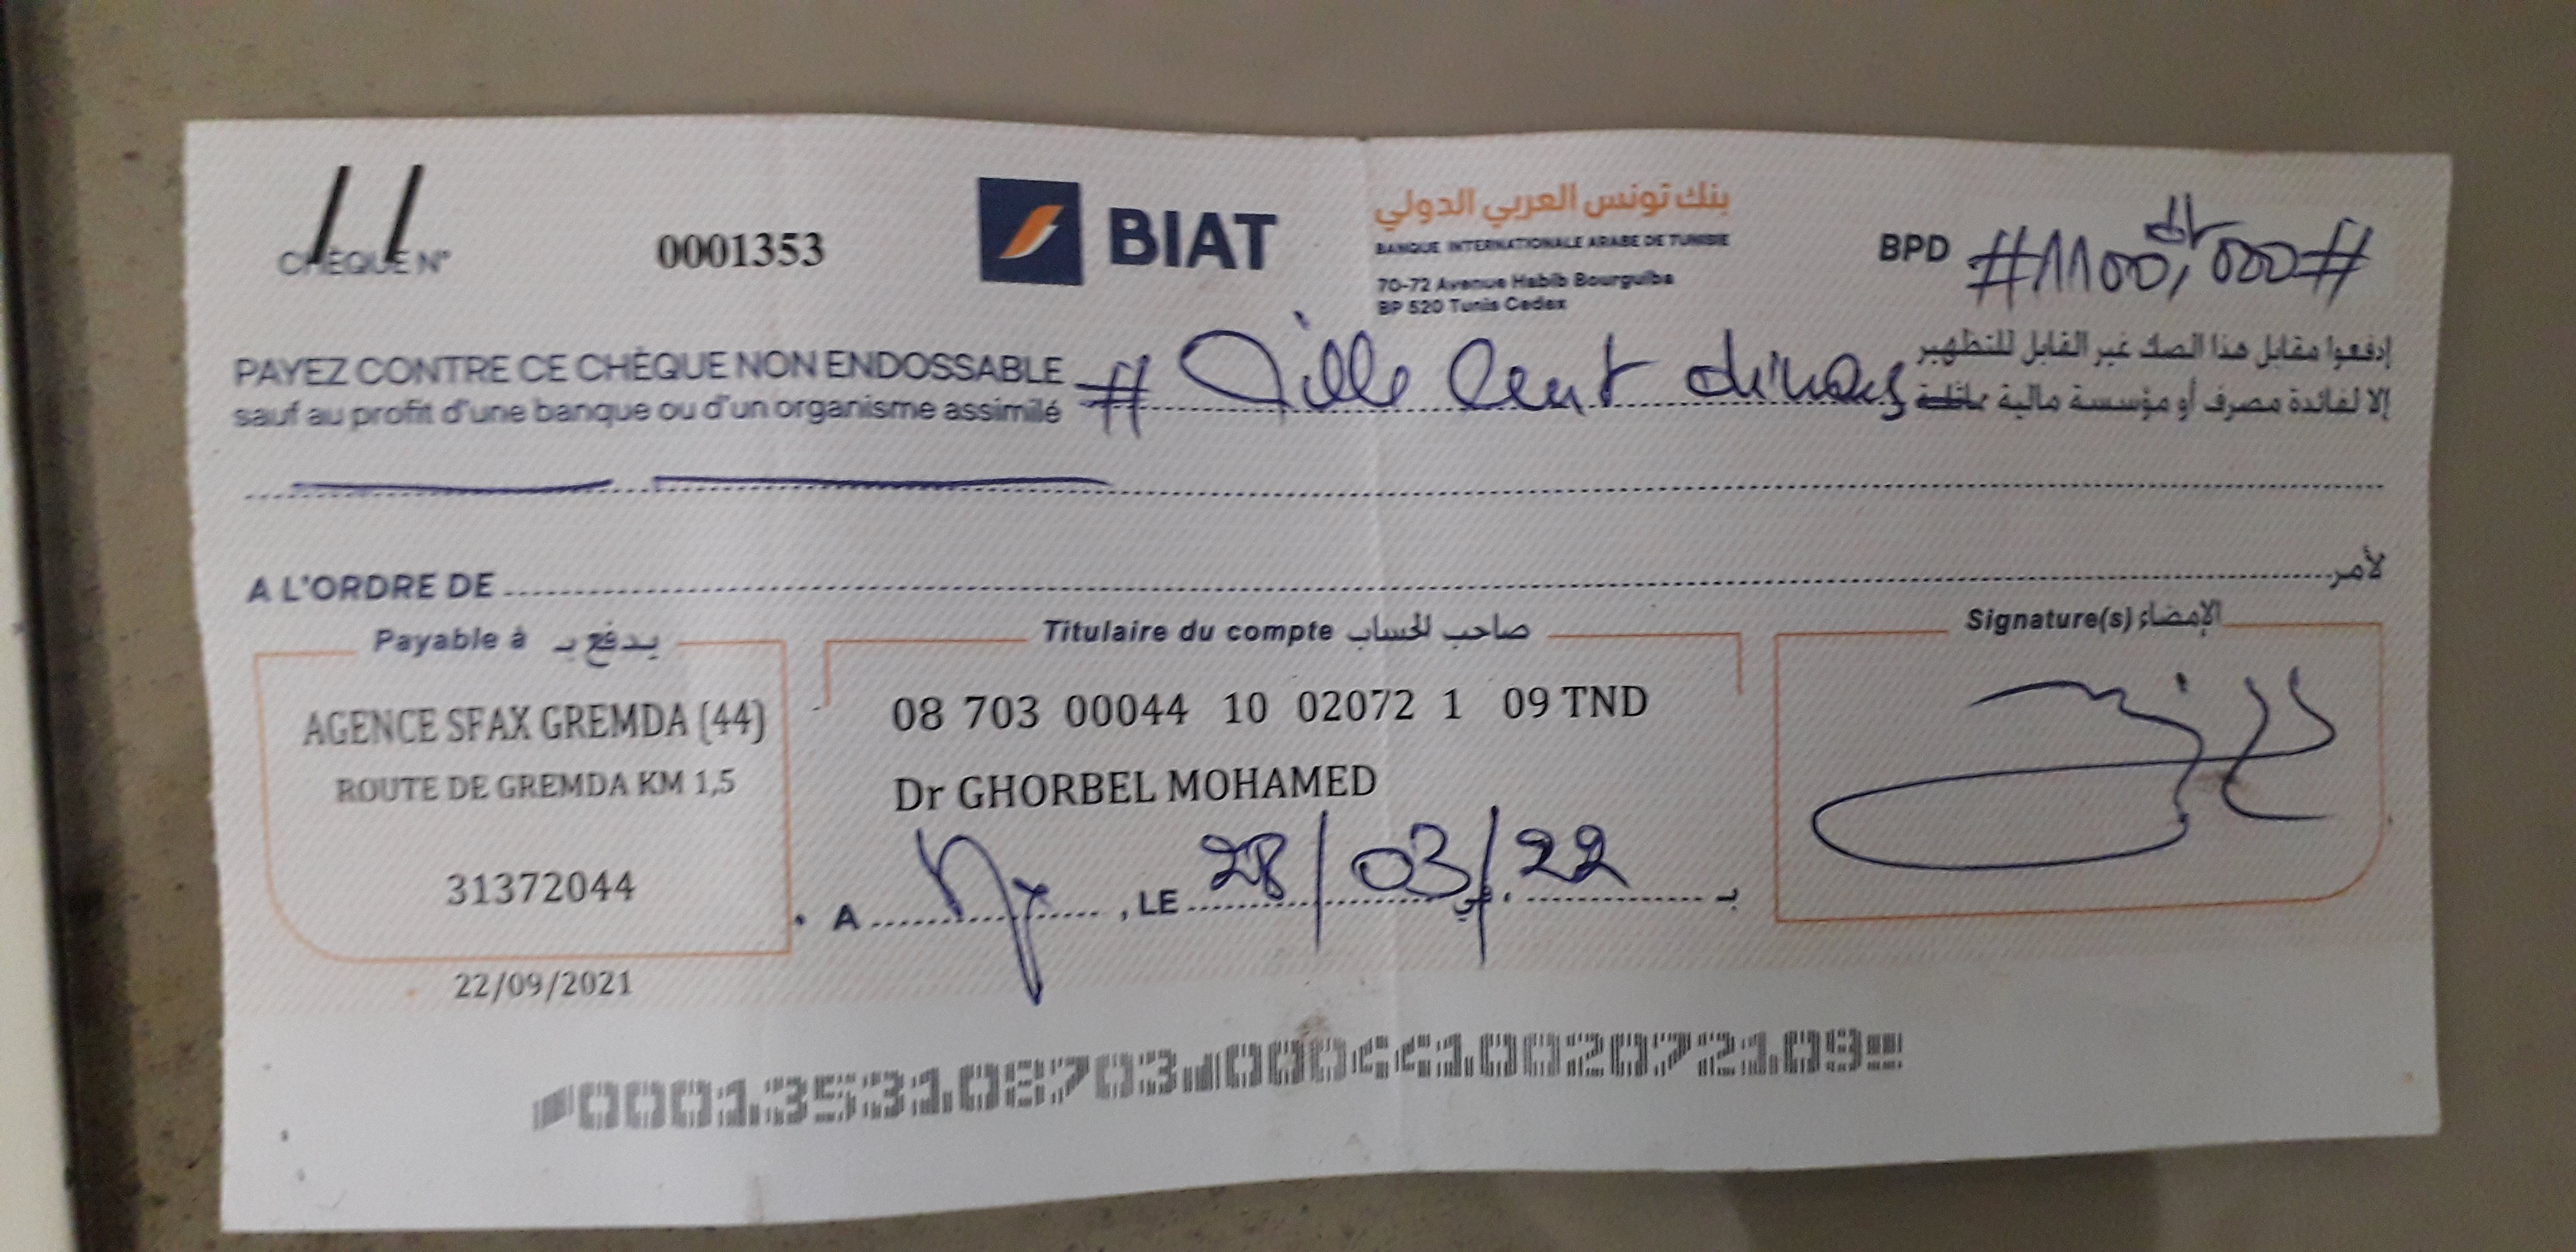 CHÈQUE N° 0001353
BIAT
بنك تونس العربي الدولي
BANQUE INTERNATIONALE ARABE DE TUNISIE
70-72 Avenue Habib Bourguiba
BP 520 Tunis Cedex
BPD #1100,000#
PAYEZ CONTRE CE CHÈQUE NON ENDOSSABLE
إدفعوا مقابل هذا الصك غير القابل للتظهير
sauf au profit d'une banque ou d'un organisme assimilé
# Mille Cent dinars
إلا لفائدة مصرف أو مؤسسة مالية مماثلة
A L'ORDRE DE لأمر
Payable à يدفع بـ
Titulaire du compte صاحب الحساب
Signature(s) الإمضاء
AGENCE SFAX GREMDA (44)
08 703 00044 10 02072 1 09 TND
ROUTE DE GREMDA KM 1,5
Dr GHORBEL MOHAMED
31372044
A , LE 28/03/22 في ، بـ
22/09/2021
0001353 08703 000441002072109